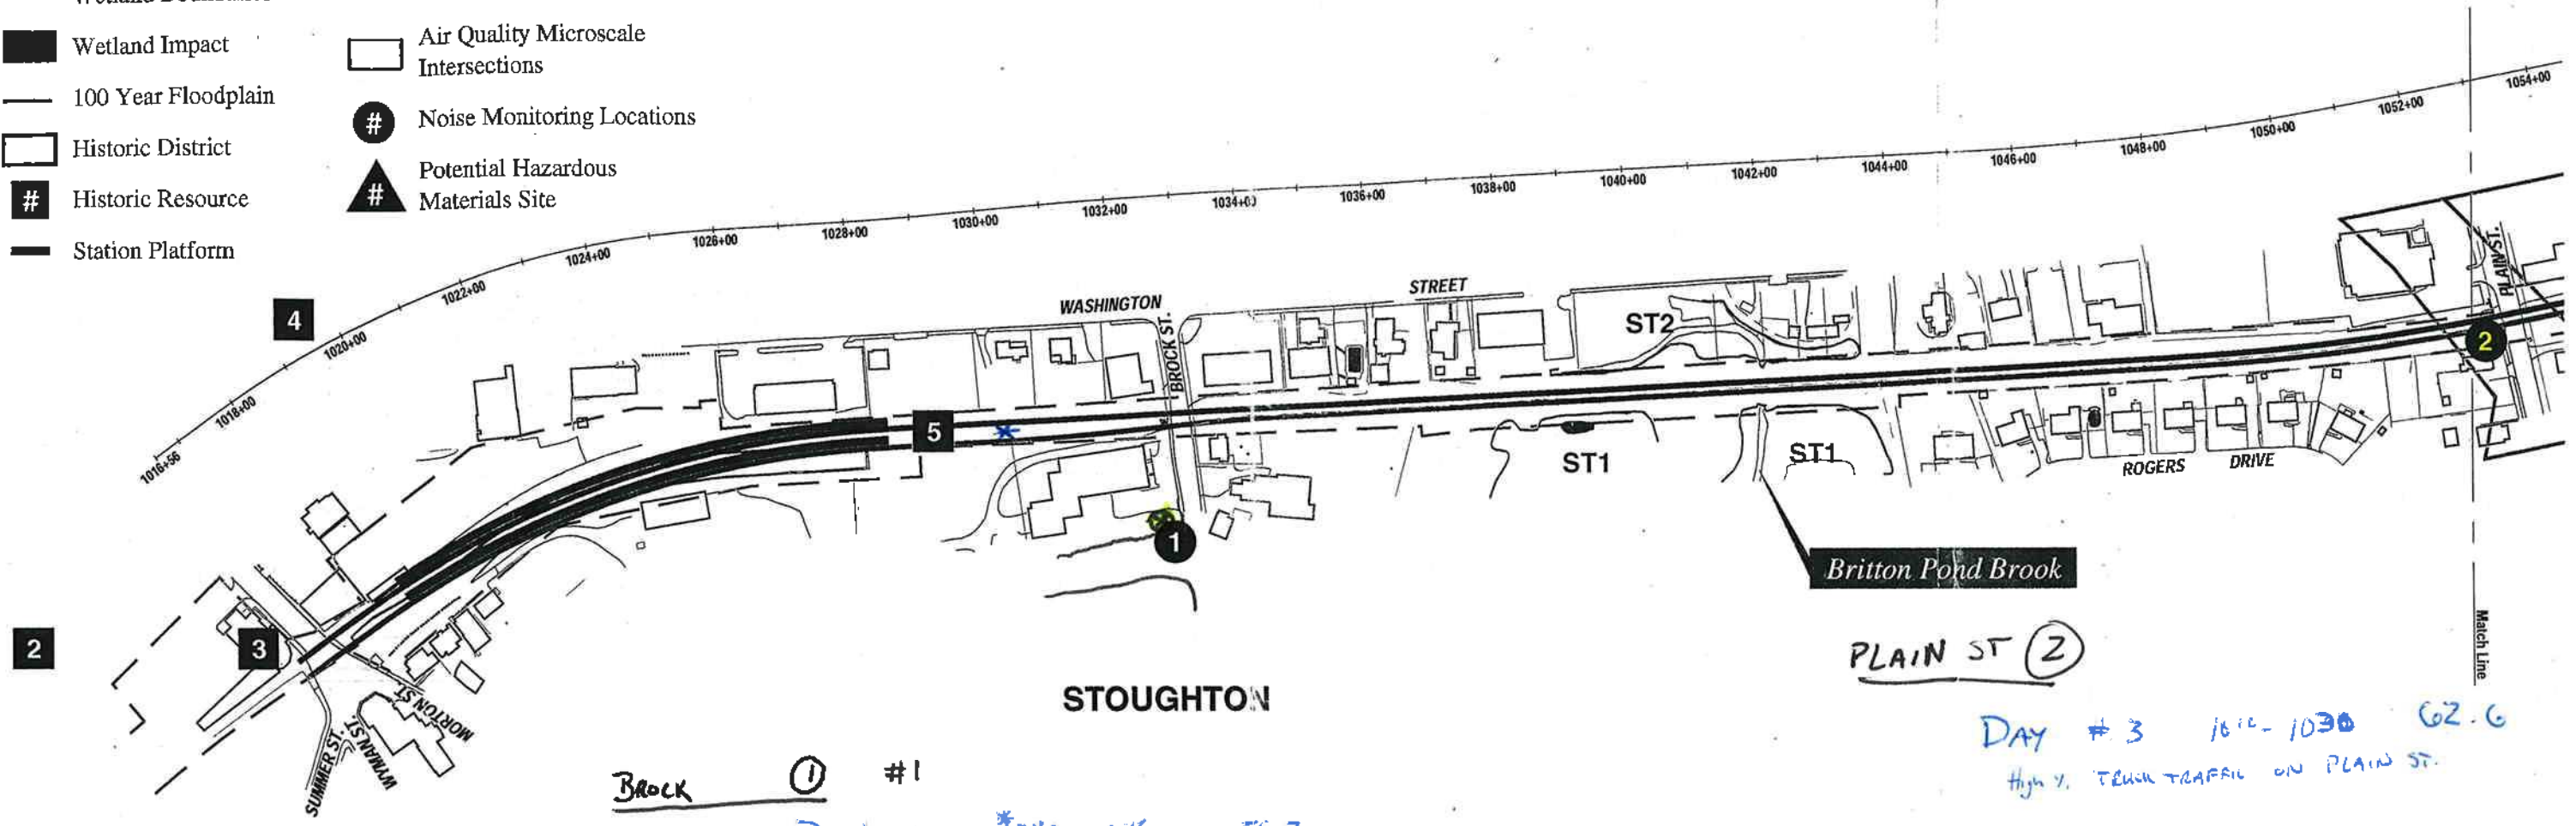 Wetland Impact
100 Year Floodplain
Historic District
# Historic Resource
Station Platform
Air Quality Microscale
Intersections
# Noise Monitoring Locations
Potential Hazardous
# Materials Site
1016+56
1018+00
1020+00
1022+00
1024+00
1026+00
1028+00
1030+00
1032+00
1034+00
1036+00
1038+00
1040+00
1042+00
1044+00
1046+00
1048+00
1050+00
1052+00
1054+00
4
WASHINGTON STREET
BROCK ST.
ST2
PLAIN ST.
2
5
ST1
ST1
ROGERS DRIVE
1
Britton Pond Brook
2
3
MORTON ST.
WYMAN ST.
SUMMER ST.
STOUGHTON
Match Line
PLAIN ST 2
BROCK 1 #1
DAY # 3 1030 62.6
High %. TRUCK TRAFFIC ON PLAIN ST.